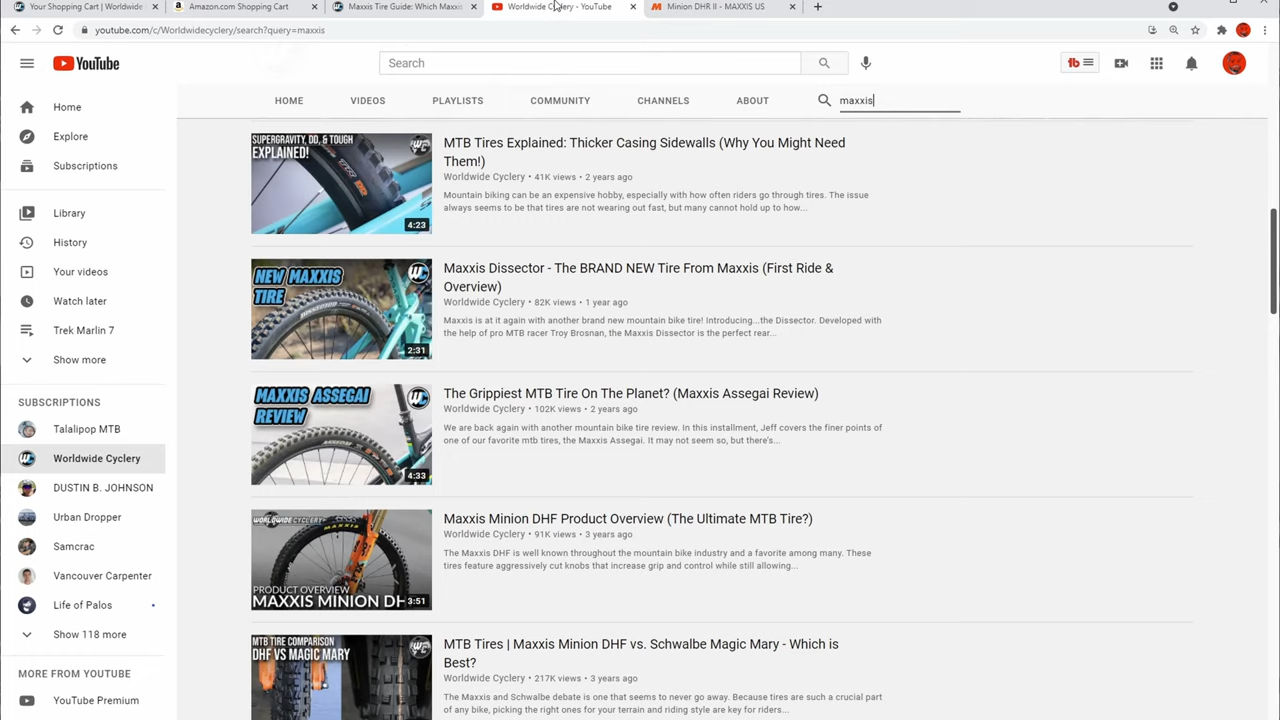 Your Shopping Cart | Worldwide
Amazon.com Shopping Cart
Maxxis Tire Guide: Which Maxxis
Worldwide Cyclery - YouTube
Minion DHR II - MAXXIS US
youtube.com/c/Worldwidecyclery/search?query=maxxis
YouTube
Search
HOME
VIDEOS
PLAYLISTS
COMMUNITY
CHANNELS
ABOUT
maxxis
Home
Explore
Subscriptions
Library
History
Your videos
Watch later
Trek Marlin 7
Show more
SUBSCRIPTIONS
Talalipop MTB
Worldwide Cyclery
DUSTIN B. JOHNSON
Urban Dropper
Samcrac
Vancouver Carpenter
Life of Palos
Show 118 more
MORE FROM YOUTUBE
YouTube Premium
SUPERGRAVITY, DD, & TOUGH
EXPLAINED!
4:23
MTB Tires Explained: Thicker Casing Sidewalls (Why You Might Need
Them!)
Worldwide Cyclery • 41K views • 2 years ago
Mountain biking can be an expensive hobby, especially with how often riders go through tires. The issue
always seems to be that tires are not wearing out fast, but many cannot hold up to how...
NEW MAXXIS
TIRE
2:31
Maxxis Dissector - The BRAND NEW Tire From Maxxis (First Ride &
Overview)
Worldwide Cyclery • 82K views • 1 year ago
Maxxis is at it again with another brand new mountain bike tire! Introducing...the Dissector. Developed with
the help of pro MTB racer Troy Brosnan, the Maxxis Dissector is the perfect rear...
MAXXIS ASSEGAI
REVIEW
4:33
The Grippiest MTB Tire On The Planet? (Maxxis Assegai Review)
Worldwide Cyclery • 102K views • 2 years ago
We are back again with another mountain bike tire review. In this installment, Jeff covers the finer points of
one of our favorite mtb tires, the Maxxis Assegai. It may not seem so, but there's...
WORLDWIDE CYCLERY
PRODUCT OVERVIEW
MAXXIS MINION DH
3:51
Maxxis Minion DHF Product Overview (The Ultimate MTB Tire?)
Worldwide Cyclery • 91K views • 3 years ago
The Maxxis DHF is well known throughout the mountain bike industry and a favorite among many. These
tires feature aggressively cut knobs that increase grip and control while still allowing...
MTB TIRE COMPARISON
DHF VS MAGIC MARY
MTB Tires | Maxxis Minion DHF vs. Schwalbe Magic Mary - Which is
Best?
Worldwide Cyclery • 217K views • 3 years ago
The Maxxis and Schwalbe debate is one that seems to never go away. Because tires are such a crucial part
of any bike, picking the right ones for your terrain and riding style are key for riders...